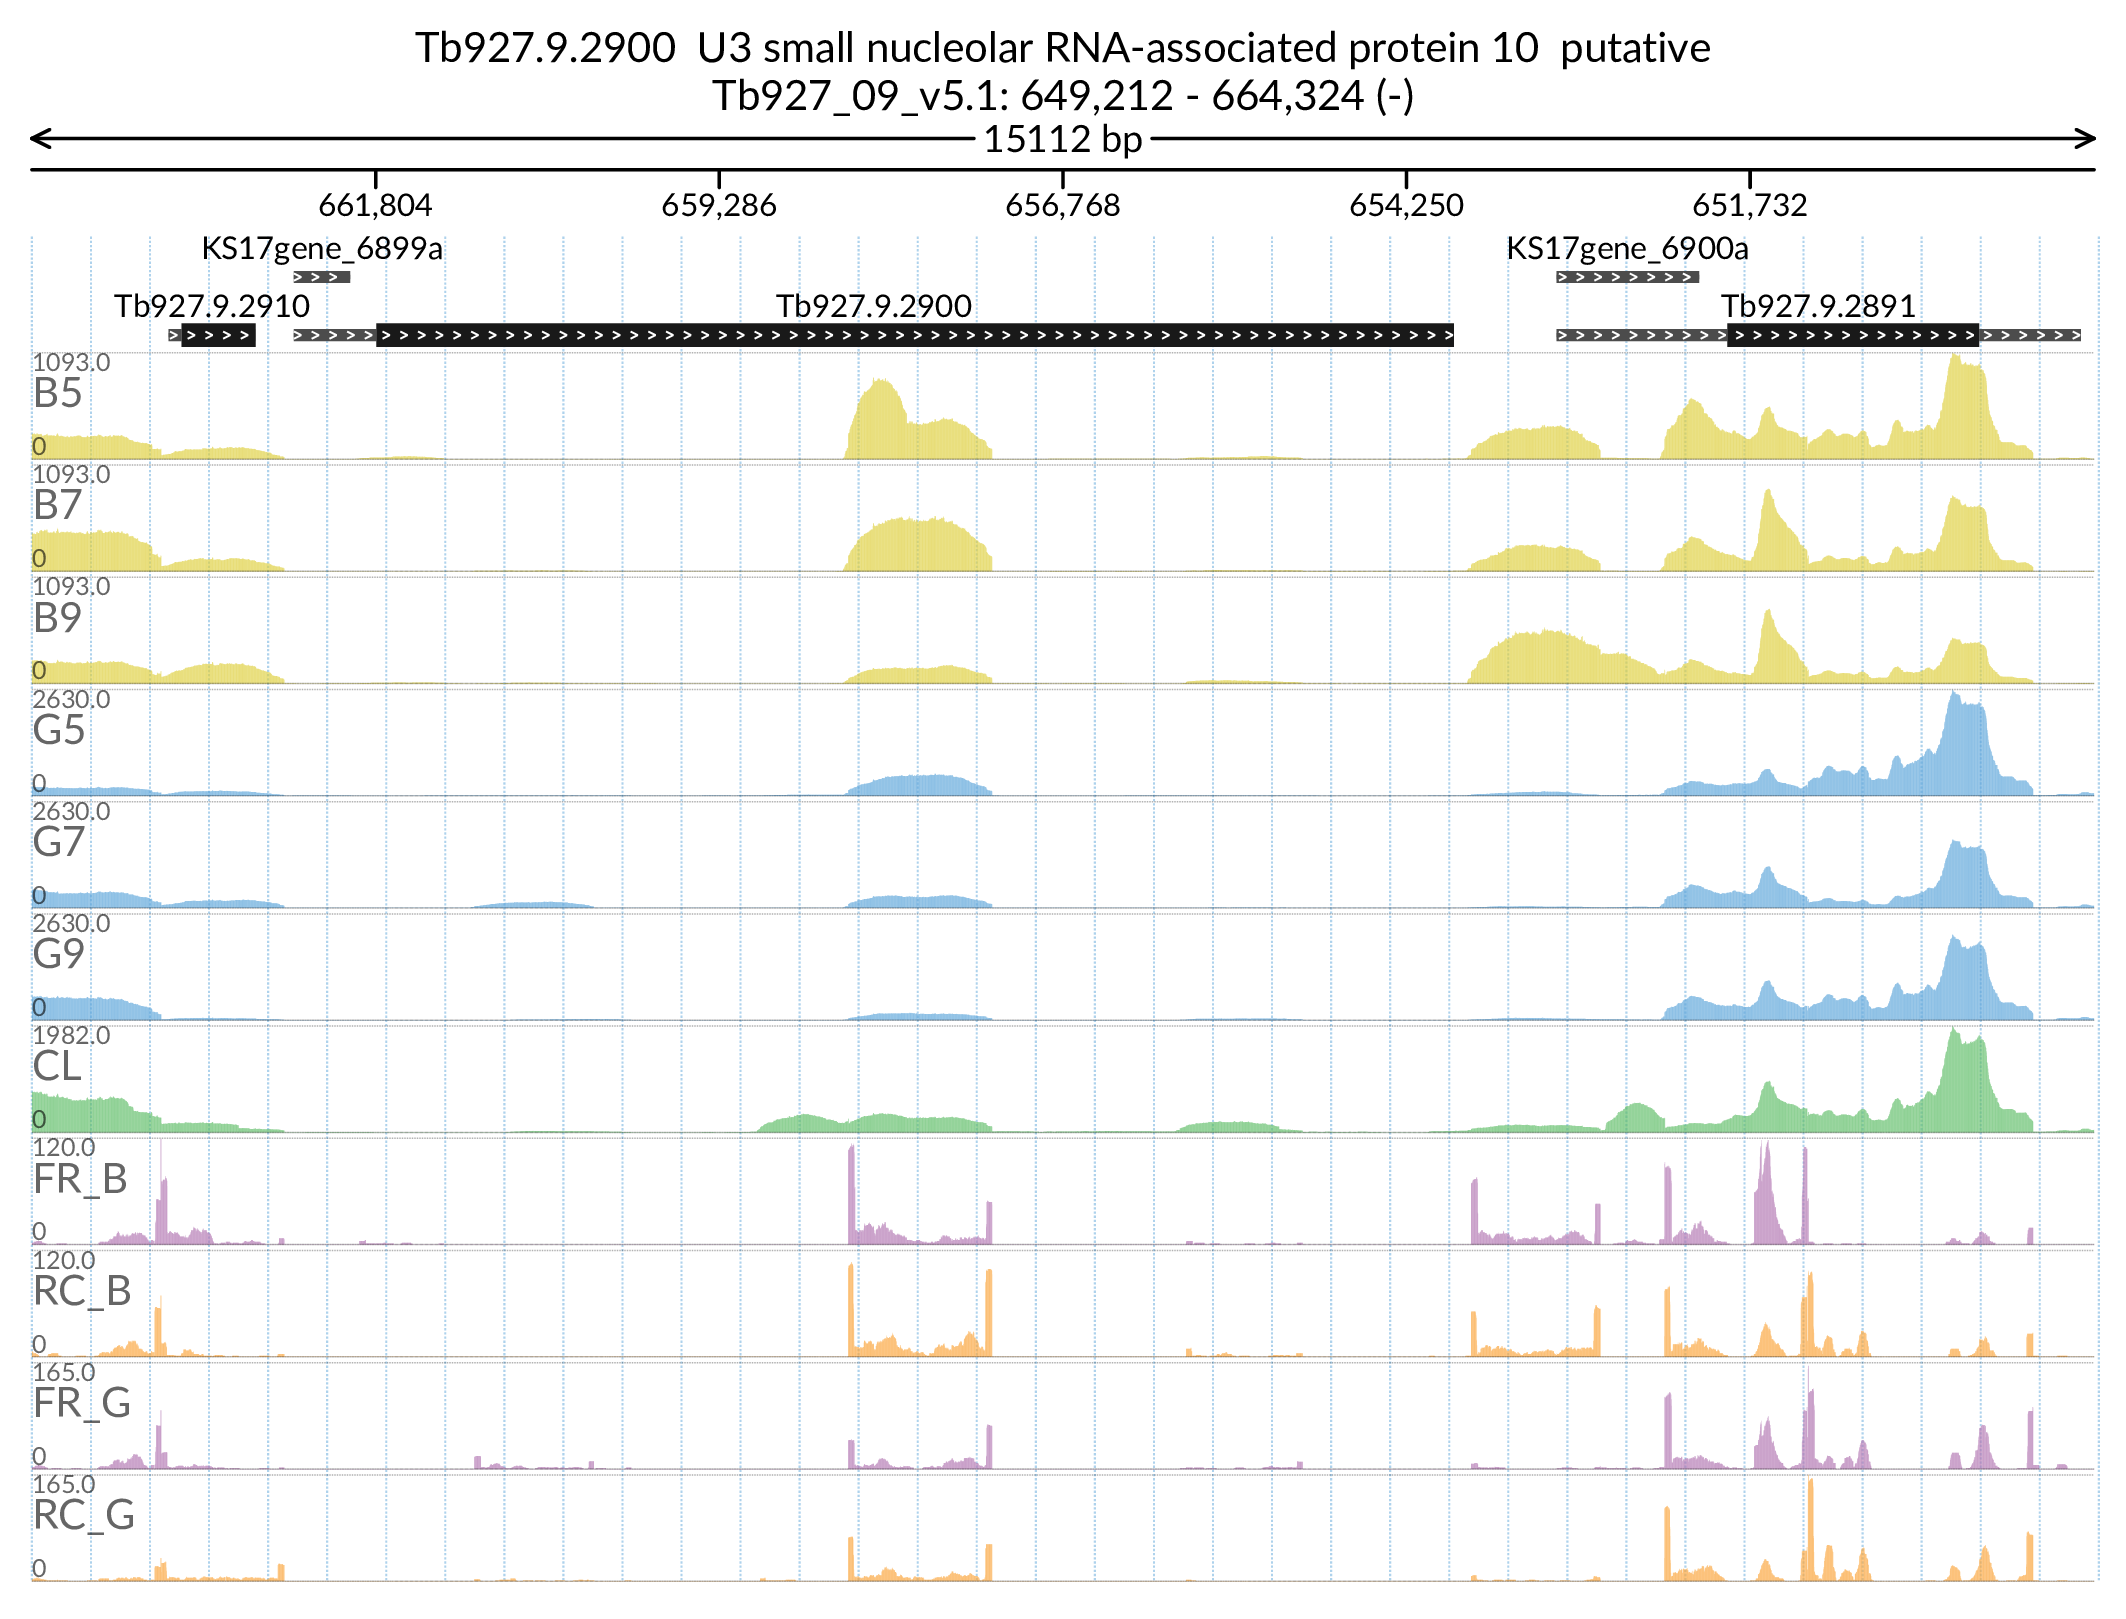 Tb927.9.2900  U3 small nucleolar RNA-associated protein 10  putative
Tb927_09_v5.1: 649,212 - 664,324 (-)
15112 bp
661,804 659,286 656,768 654,250 651,732
KS17gene_6899a KS17gene_6900a
Tb927.9.2910 Tb927.9.2900 Tb927.9.2891
1093.0
B5
0
1093.0
B7
0
1093.0
B9
0
2630.0
G5
0
2630.0
G7
0
2630.0
G9
0
1982.0
CL
0
120.0
FR_B
0
120.0
RC_B
0
165.0
FR_G
0
165.0
RC_G
0